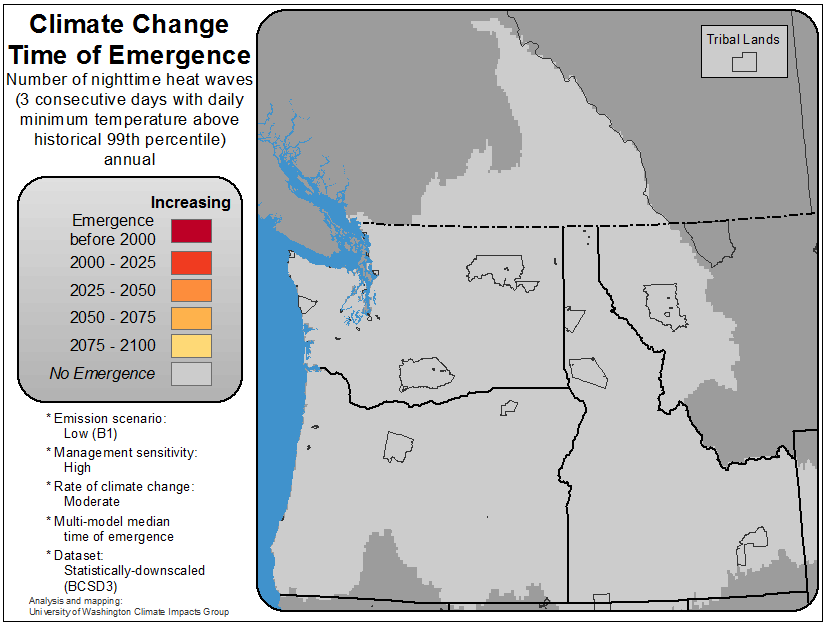 Climate Change
Time of Emergence
Number of nighttime heat waves
(3 consecutive days with daily
minimum temperature above
historical 99th percentile)
annual
Increasing
Emergence
before 2000
2000 - 2025
2025 - 2050
2050 - 2075
2075 - 2100
No Emergence
* Emission scenario:
Low (B1)
* Management sensitivity:
High
* Rate of climate change:
Moderate
* Multi-model median
time of emergence
* Dataset:
Statistically-downscaled
(BCSD3)
Analysis and mapping:
University of Washington Climate Impacts Group
Tribal Lands